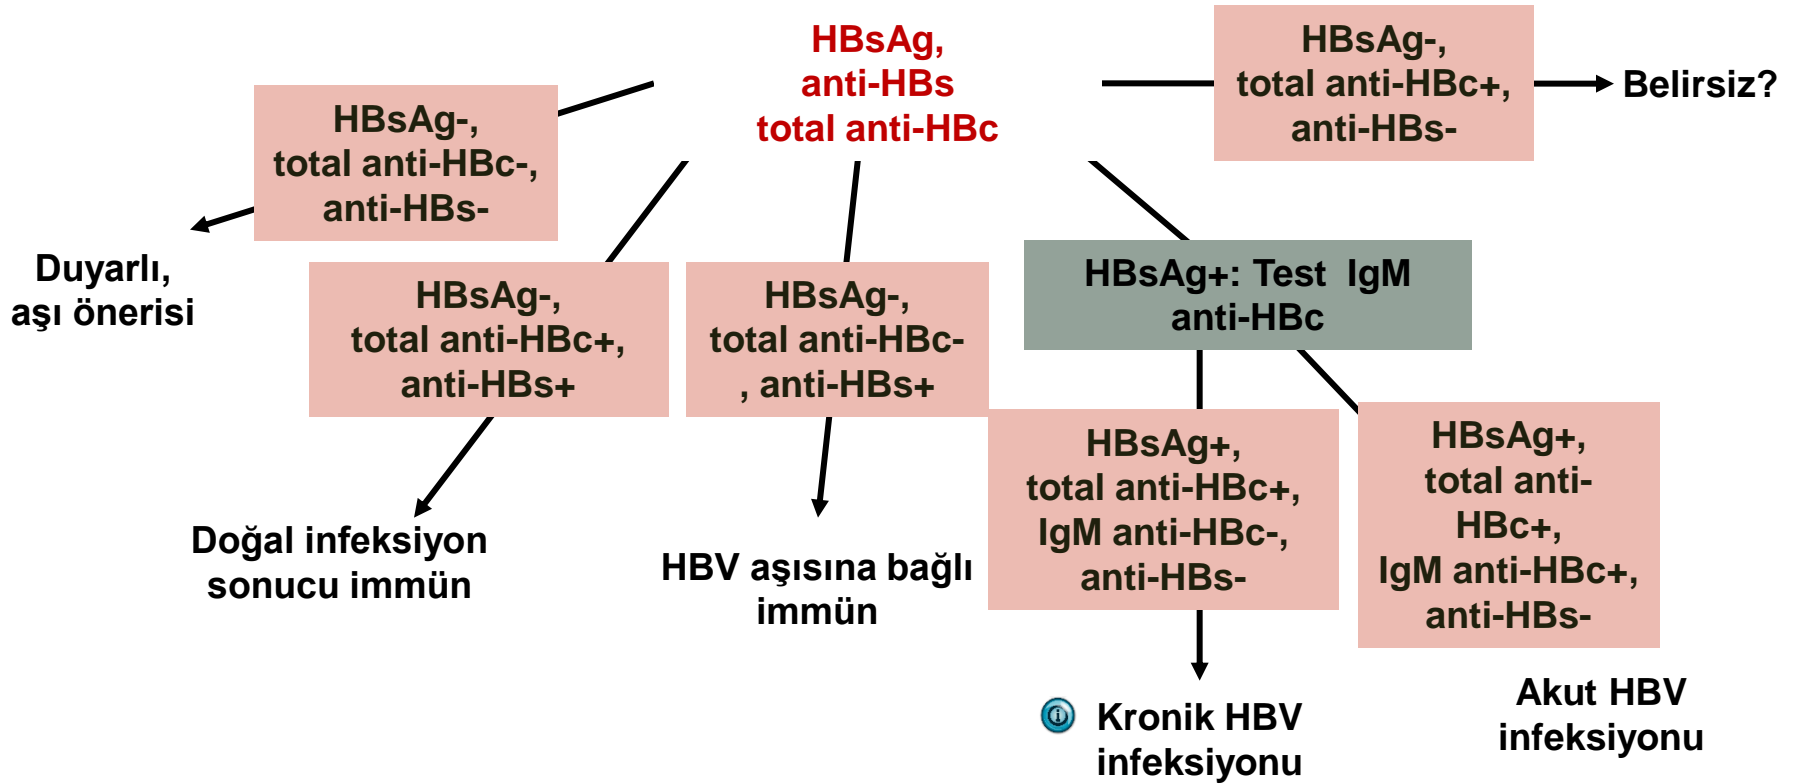 HBsAg,
anti-HBs
total anti-HBc
HBsAg-,
total anti-HBc-,
anti-HBs-
Duyarlı,
aşı önerisi
HBsAg-,
total anti-HBc+,
anti-HBs+
Doğal infeksiyon
sonucu immün
HBsAg-,
total anti-HBc-
, anti-HBs+
HBV aşısına bağlı
immün
HBsAg+: Test  IgM
anti-HBc
HBsAg+,
total anti-HBc+,
IgM anti-HBc-,
anti-HBs-
Kronik HBV
infeksiyonu
HBsAg+,
total anti-
HBc+,
IgM anti-HBc+,
anti-HBs-
Akut HBV
infeksiyonu
HBsAg-,
total anti-HBc+,
anti-HBs-
Belirsiz?